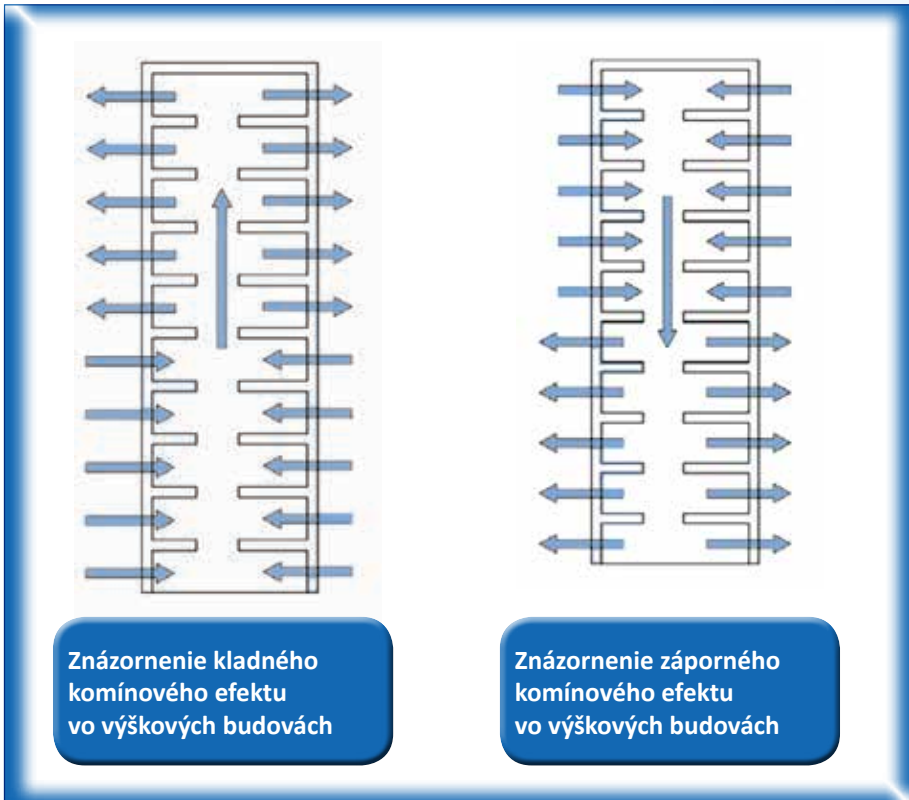 Znázornenie kladného
komínového efektu
vo výškových budovách
Znázornenie záporného
komínového efektu
vo výškových budovách